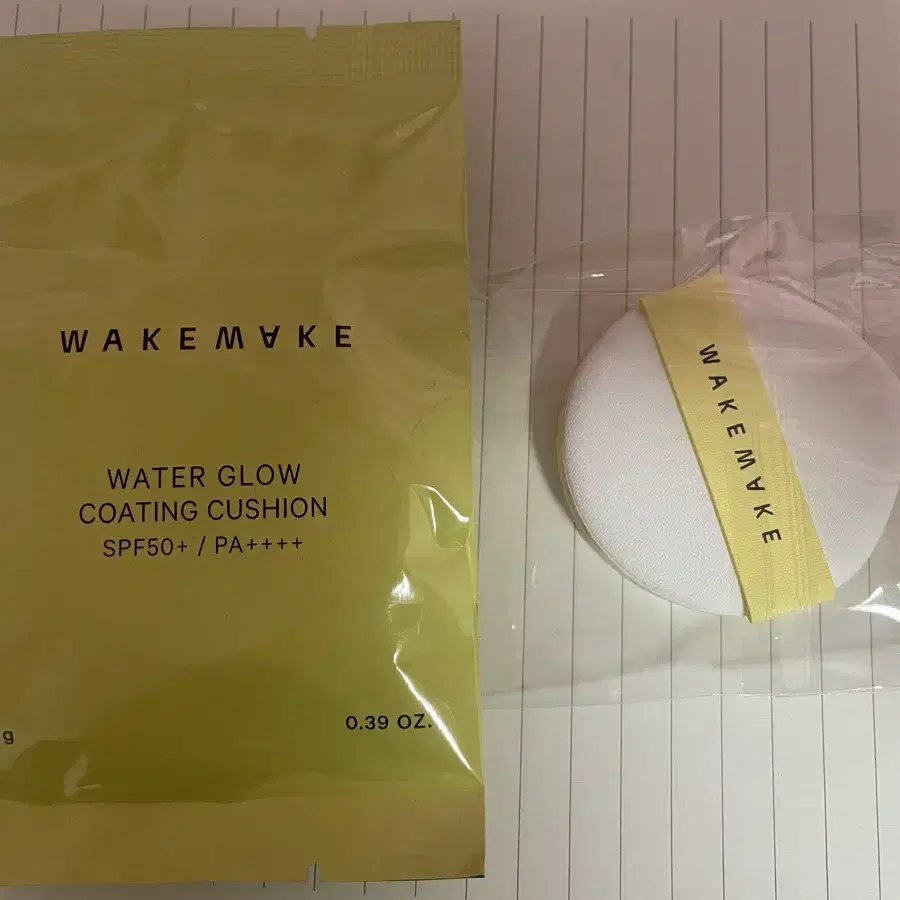 WAKEMAKE
WATER GLOW
COATING CUSHION
SPF50+ / PA++++
g
0.39 OZ.
WAKEMAKE